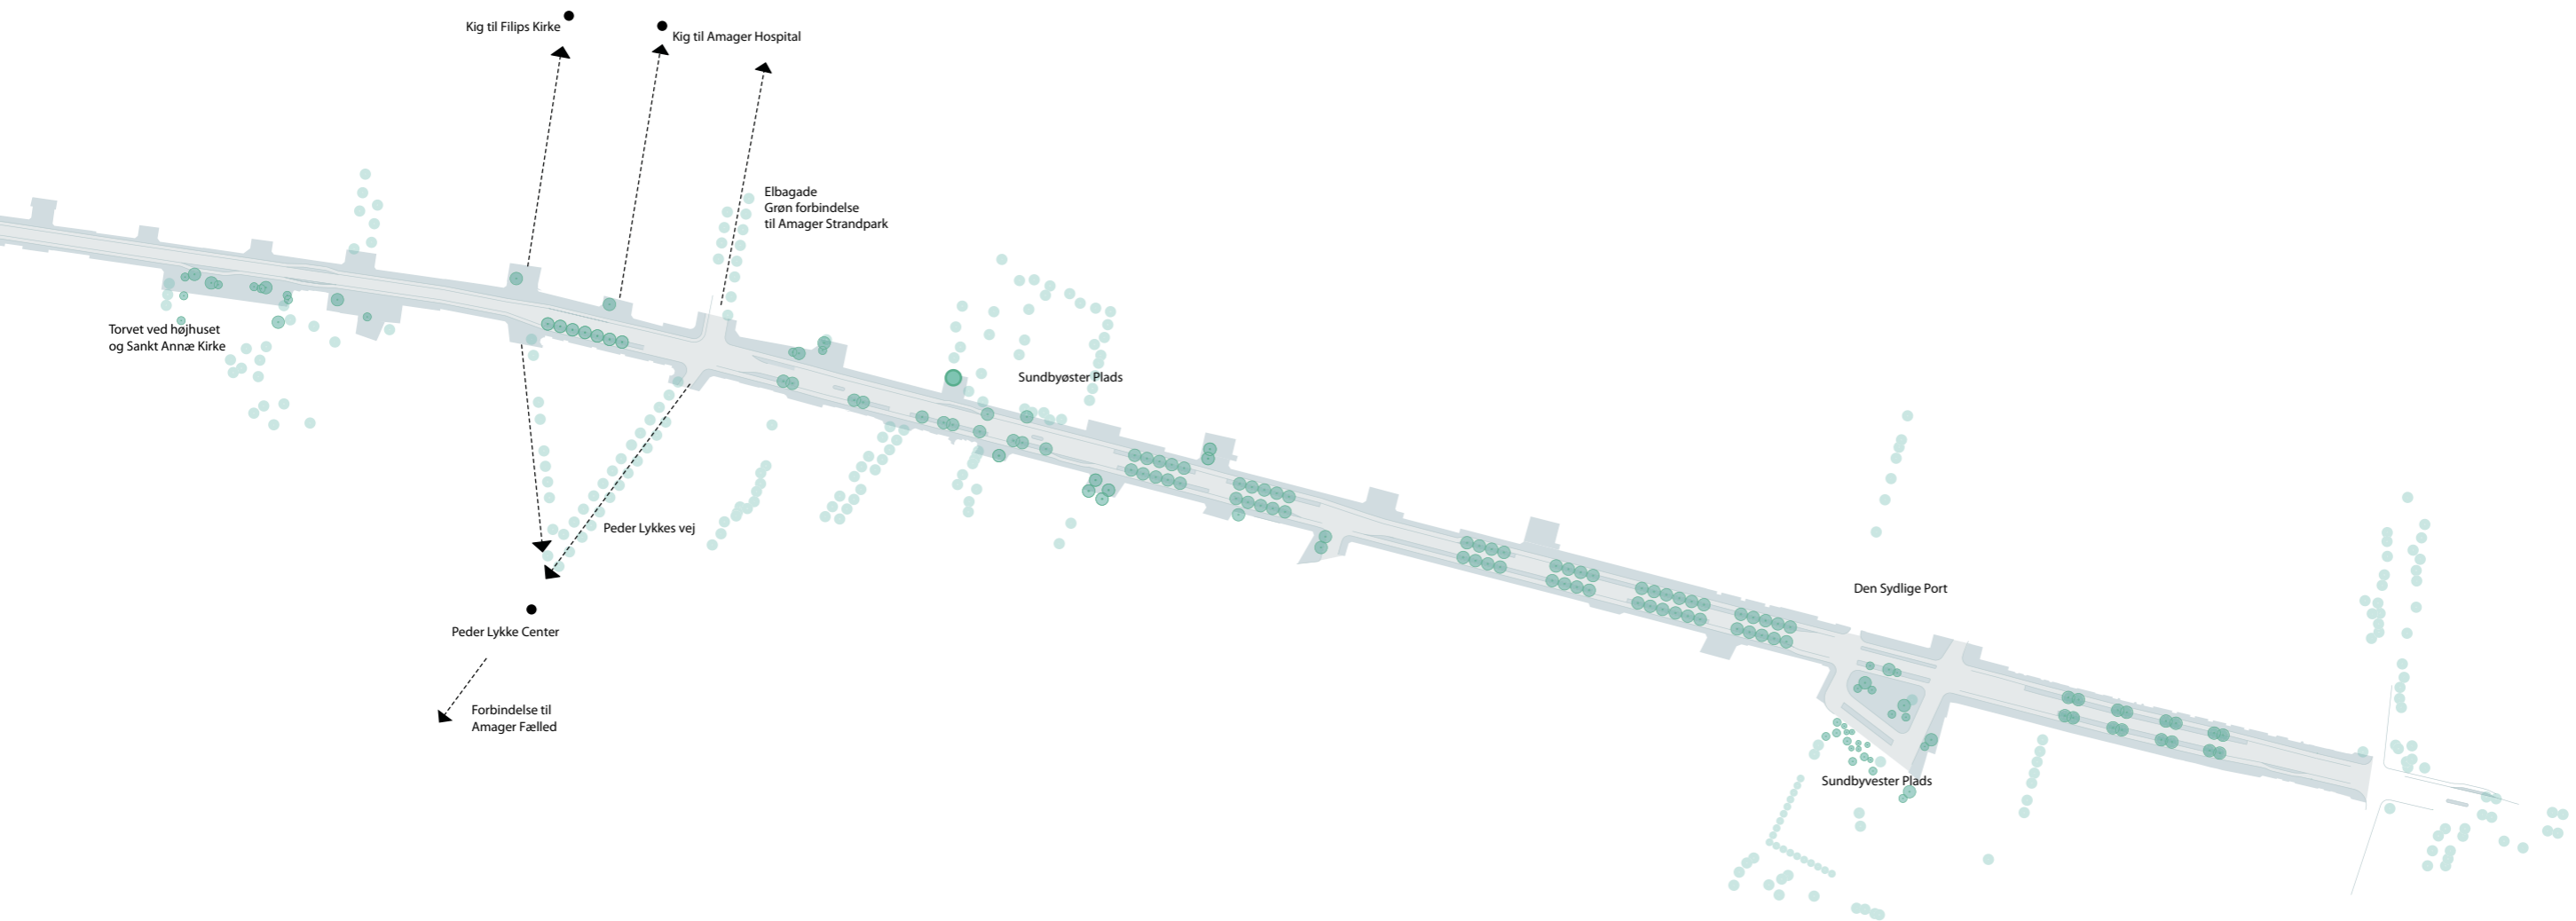 Kig til Filips Kirke
Kig til Amager Hospital
Elbagade
Grøn forbindelse
til Amager Strandpark
Torvet ved højhuset
og Sankt Annæ Kirke
Sundbyøster Plads
Peder Lykkes vej
Peder Lykke Center
Forbindelse til
Amager Fælled
Den Sydlige Port
Sundbyvester Plads